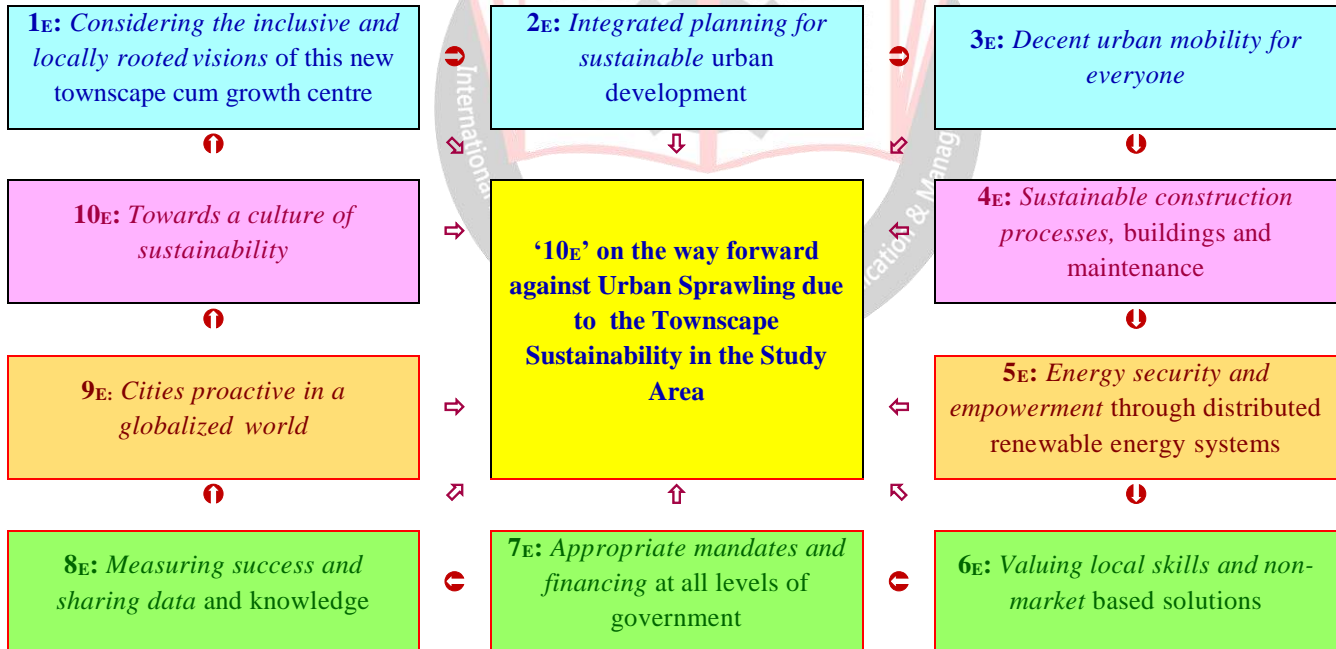 1E: Considering the inclusive and
locally rooted visions of this new
townscape cum growth centre
2E: Integrated planning for
sustainable urban
development
3E: Decent urban mobility for
everyone
10E: Towards a culture of
sustainability
‘10E’ on the way forward
against Urban Sprawling due
to the Townscape
Sustainability in the Study
Area
4E: Sustainable construction
processes, buildings and
maintenance
9E: Cities proactive in a
globalized world
5E: Energy security and
empowerment through distributed
renewable energy systems
8E: Measuring success and
sharing data and knowledge
7E: Appropriate mandates and
financing at all levels of
government
6E: Valuing local skills and non-
market based solutions
International